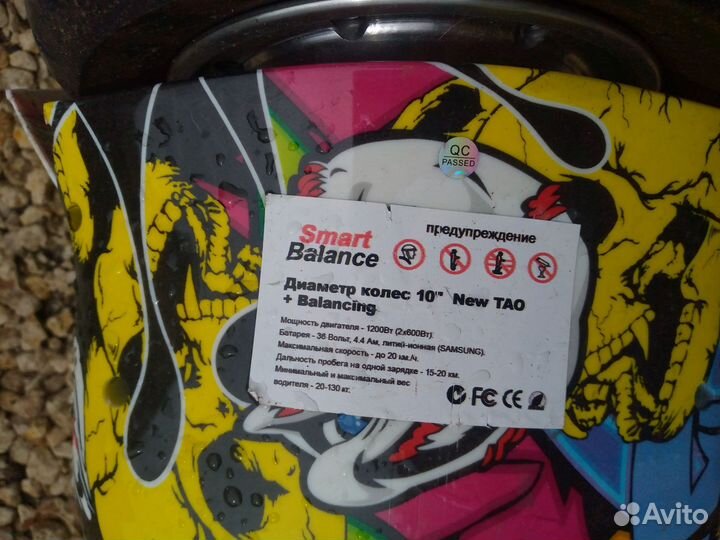 QC
PASSED
Smart
Balance
предупреждение
Диаметр колес 10"" New TAO
+ Balancing
Мощность двигателя - 1200Вт (2х600Вт).
Батарея - 36 Вольт, 4.4 Ам, литий-ионная (SAMSUNG).
Максимальная скорость - до 20 км./ч.
Дальность пробега на одной зарядке - 15-20 км.
Минимальный и максимальный вес
водителя - 20-130 кг.
FC CE
Avito